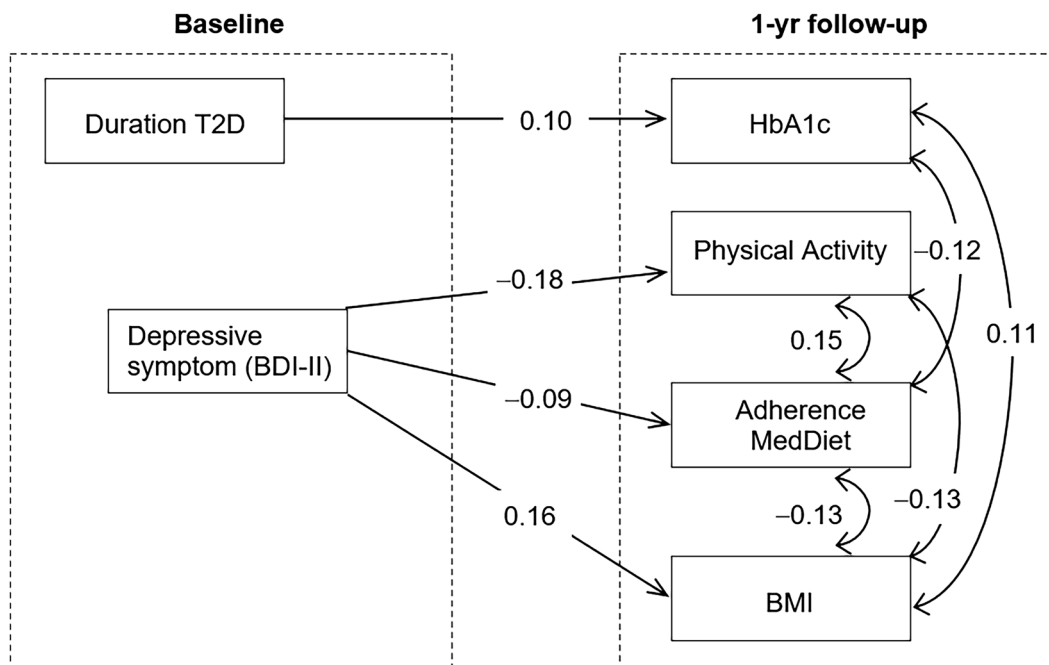 Baseline
1-yr follow-up
Duration T2D
0.10
HbA1c
Physical Activity
−0.12
−0.18
Depressive
symptom (BDI-II)
0.15
0.11
−0.09
Adherence
MedDiet
0.16
−0.13
−0.13
BMI